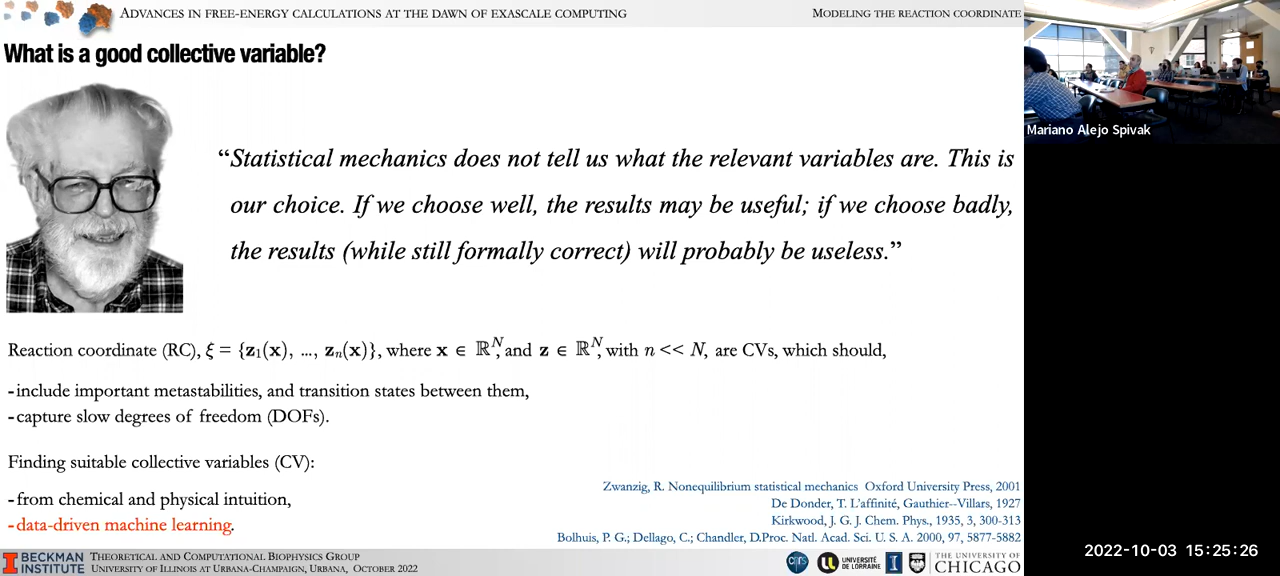 ADVANCES IN FREE-ENERGY CALCULATIONS AT THE DAWN OF EXASCALE COMPUTING
MODELING THE REACTION COORDINATE
What is a good collective variable?
“Statistical mechanics does not tell us what the relevant variables are. This is
our choice. If we choose well, the results may be useful; if we choose badly,
the results (while still formally correct) will probably be useless.”
Reaction coordinate (RC), ξ = {z₁(x), ..., zₙ(x)}, where x ∈ ℝᴺ, and z ∈ ℝᴺ, with n << N, are CVs, which should,
-include important metastabilities, and transition states between them,
-capture slow degrees of freedom (DOFs).
Finding suitable collective variables (CV):
-from chemical and physical intuition,
-data-driven machine learning.
Zwanzig, R. Nonequilibrium statistical mechanics Oxford University Press, 2001
De Donder, T. L'affinité, Gauthier--Villars, 1927
Kirkwood, J. G. J. Chem. Phys., 1935, 3, 300-313
Bolhuis, P. G.; Dellago, C.; Chandler, D.Proc. Natl. Acad. Sci. U. S. A. 2000, 97, 5877-5882
BECKMAN
INSTITUTE
THEORETICAL AND COMPUTATIONAL BIOPHYSICS GROUP
UNIVERSITY OF ILLINOIS AT URBANA-CHAMPAIGN, URBANA, OCTOBER 2022
cnrs
UNIVERSITÉ
DE LORRAINE
THE UNIVERSITY OF
CHICAGO
Mariano Alejo Spivak
2022-10-03 15:25:26